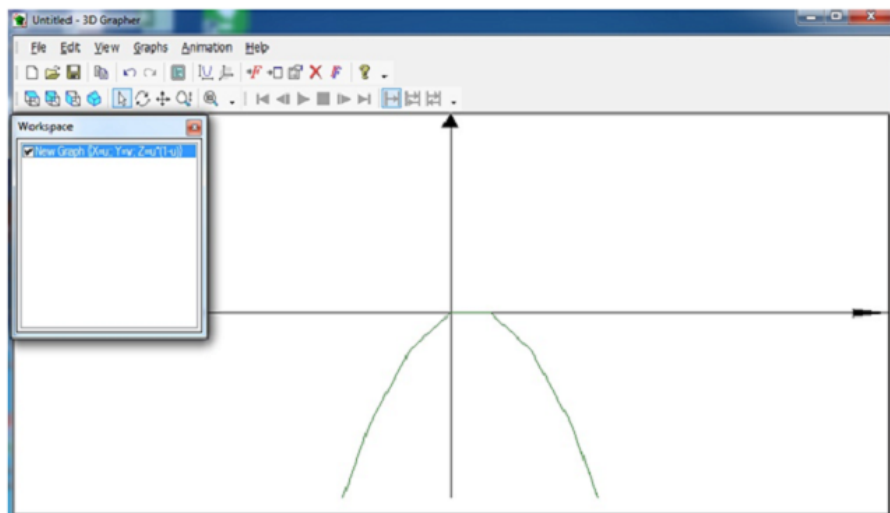 Untitled - 3D Grapher
File Edit View Graphs Animation Help
Workspace
New Graph (X=u; Y=v; Z=u*(1-u))